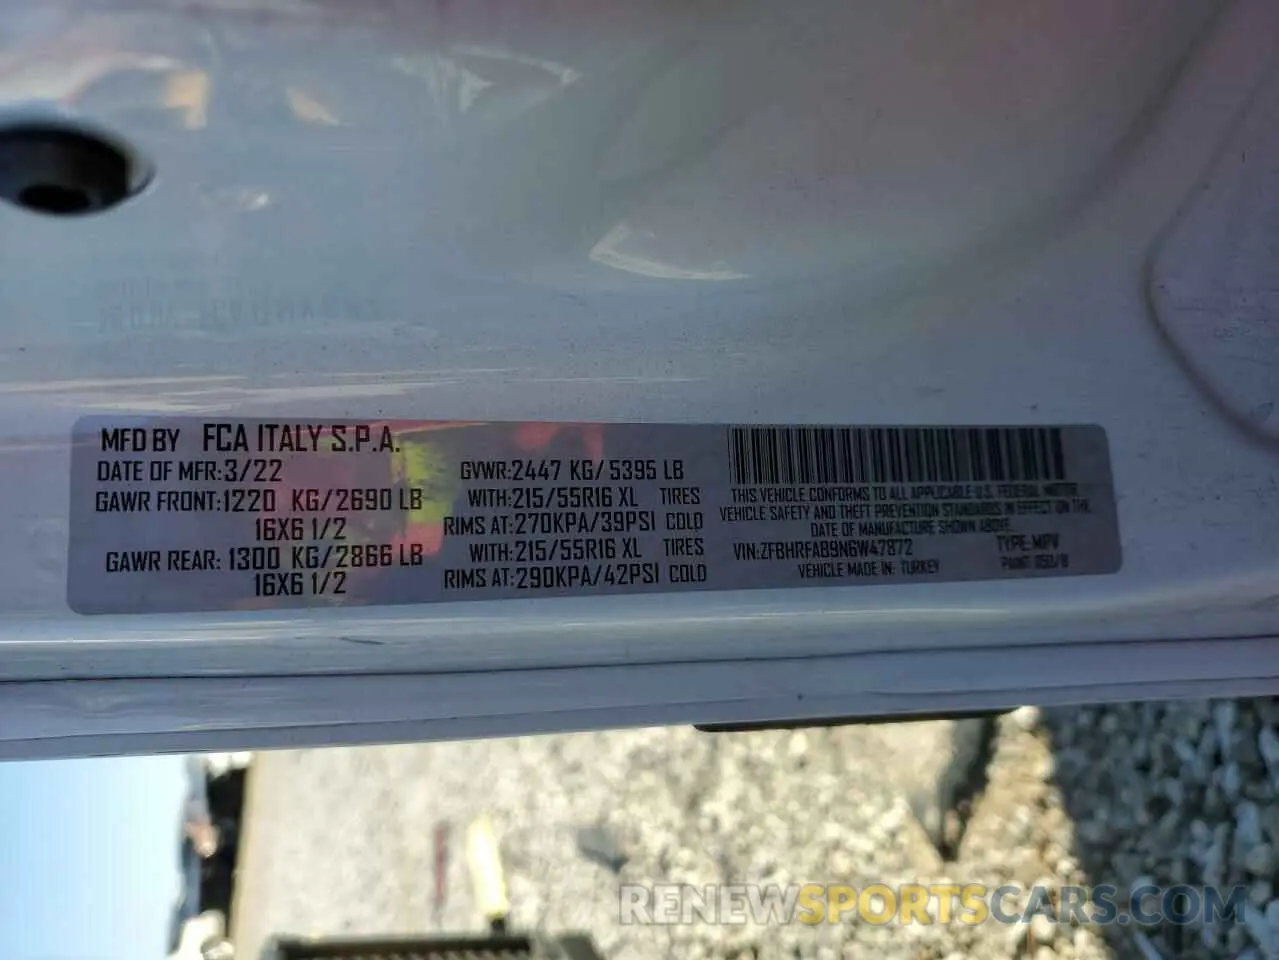 MFD BY FCA ITALY S.P.A.
DATE OF MFR:3/22
GAWR FRONT:1220 KG/2690 LB
16X6 1/2
GAWR REAR: 1300 KG/2866 LB
16X6 1/2
GVWR:2447 KG/5395 LB
WITH:215/55R16 XL TIRES
RIMS AT:270KPA/39PSI COLD
WITH:215/55R16 XL TIRES
RIMS AT:290KPA/42PSI COLD
THIS VEHICLE CONFORMS TO ALL APPLICABLE U.S. FEDERAL MOTOR
VEHICLE SAFETY AND THEFT PREVENTION STANDARDS IN EFFECT ON THE
DATE OF MANUFACTURE SHOWN ABOVE.
VIN:ZFBHRFAB9N6W47872 TYPE:MPV
VEHICLE MADE IN: TURKEY PAINT:
RENEWSPORTSCARS.COM